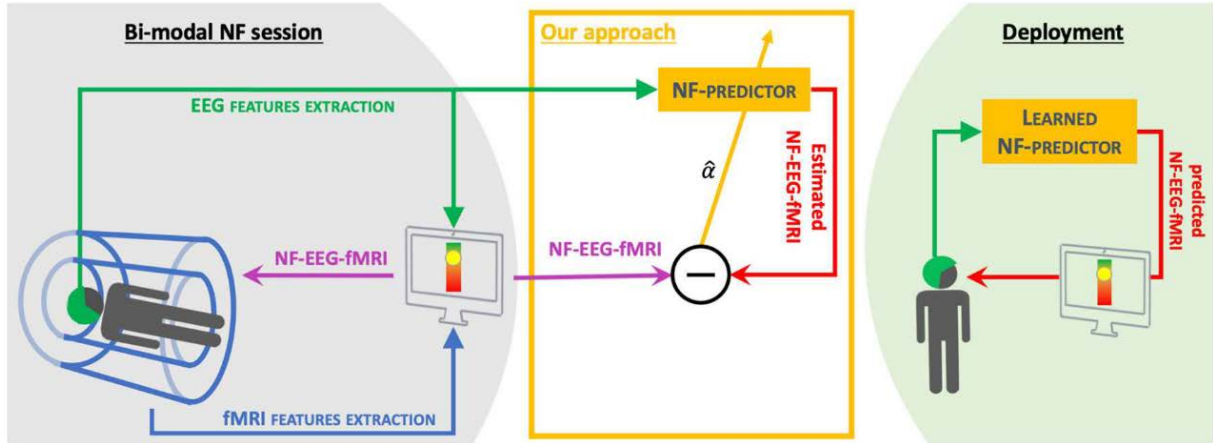 Bi-modal NF session
EEG FEATURES EXTRACTION
NF-EEG-fMRI
fMRI FEATURES EXTRACTION
Our approach
NF-PREDICTOR
Estimated
NF-EEG-fMRI
α̂
NF-EEG-fMRI
−
Deployment
LEARNED
NF-PREDICTOR
predicted
NF-EEG-fMRI